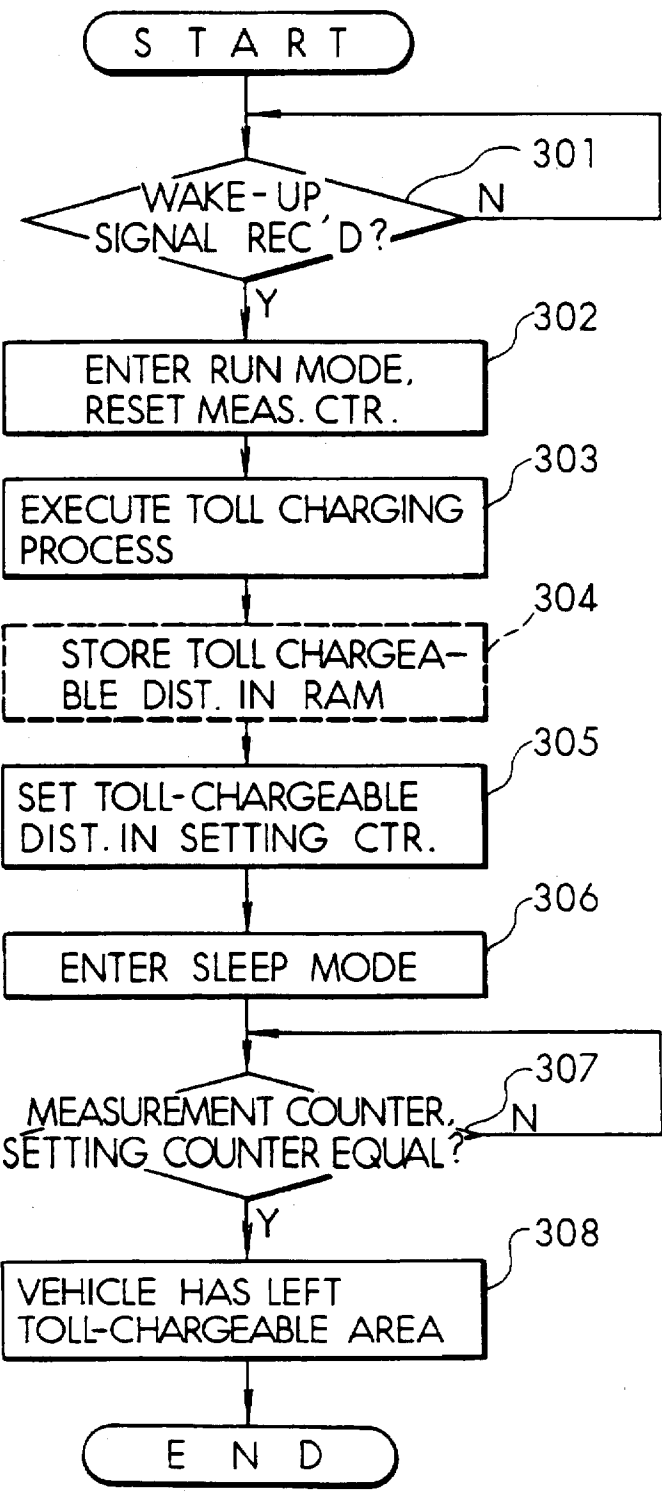 START
301
WAKE-UP
SIGNAL REC'D?
N
Y
302
ENTER RUN MODE,
RESET MEAS. CTR.
303
EXECUTE TOLL CHARGING
PROCESS
304
STORE TOLL CHARGEA-
BLE DIST. IN RAM
305
SET TOLL-CHARGEABLE
DIST. IN SETTING CTR.
306
ENTER SLEEP MODE
307
MEASUREMENT COUNTER,
SETTING COUNTER EQUAL?
N
Y
308
VEHICLE HAS LEFT
TOLL-CHARGEABLE AREA
END